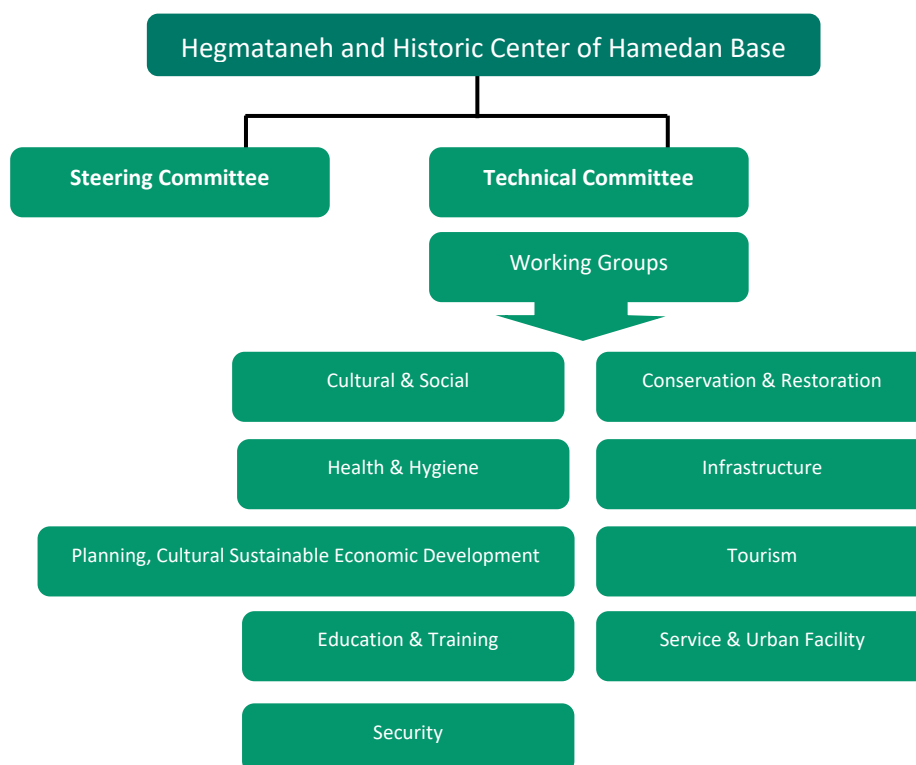 Hegmataneh and Historic Center of Hamedan Base
Steering Committee
Technical Committee
Working Groups
Cultural & Social
Conservation & Restoration
Health & Hygiene
Infrastructure
Planning, Cultural Sustainable Economic Development
Tourism
Education & Training
Service & Urban Facility
Security